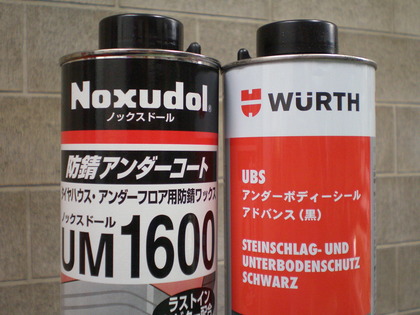 Noxudol
ノックスドール
防錆アンダーコート
タイヤハウス・アンダーフロア用防錆ワックス
ノックスドール
UM1600
ラストイン
WÜRTH
UBS
アンダーボディーシール
アドバンス(黒)
STEINSCHLAG- UND
UNTERBODENSCHUTZ
SCHWARZ